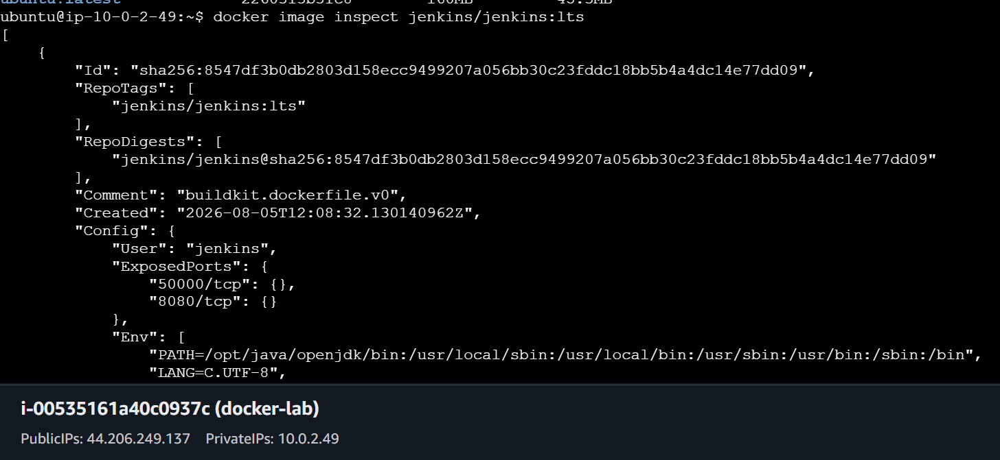 ubuntu:latest 160MB
ubuntu@ip-10-0-2-49:~$ docker image inspect jenkins/jenkins:lts
[
    {
        "Id": "sha256:8547df3b0db2803d158ecc9499207a056bb30c23fddc18bb5b4a4dc14e77dd09",
        "RepoTags": [
            "jenkins/jenkins:lts"
        ],
        "RepoDigests": [
            "jenkins/jenkins@sha256:8547df3b0db2803d158ecc9499207a056bb30c23fddc18bb5b4a4dc14e77dd09"
        ],
        "Comment": "buildkit.dockerfile.v0",
        "Created": "2026-08-05T12:08:32.130140962Z",
        "Config": {
            "User": "jenkins",
            "ExposedPorts": {
                "50000/tcp": {},
                "8080/tcp": {}
            },
            "Env": [
                "PATH=/opt/java/openjdk/bin:/usr/local/sbin:/usr/local/bin:/usr/sbin:/usr/bin:/sbin:/bin",
                "LANG=C.UTF-8",
i-00535161a40c0937c (docker-lab)
PublicIPs: 44.206.249.137 PrivateIPs: 10.0.2.49